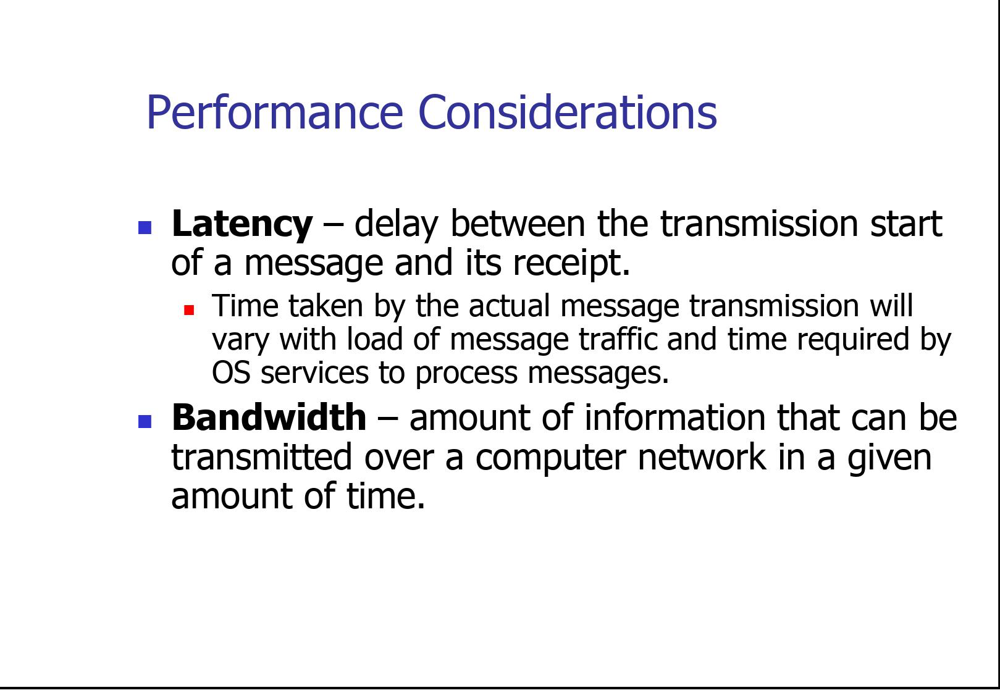 Performance Considerations
Latency – delay between the transmission start
of a message and its receipt.
Time taken by the actual message transmission will
vary with load of message traffic and time required by
OS services to process messages.
Bandwidth – amount of information that can be
transmitted over a computer network in a given
amount of time.